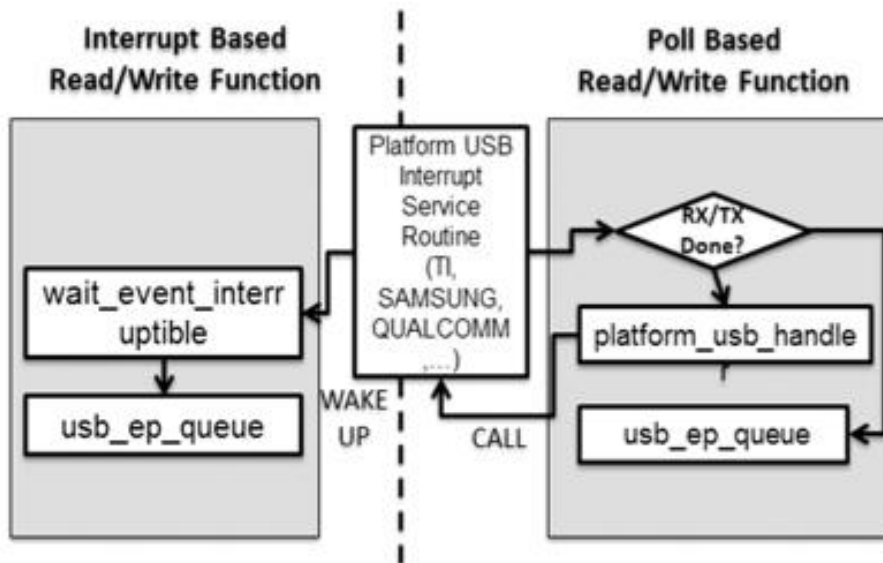 Interrupt Based
Read/Write Function
Poll Based
Read/Write Function
Platform USB
Interrupt
Service
Routine
(TI,
SAMSUNG,
QUALCOMM
,...)
wait_event_interr
uptible
usb_ep_queue
WAKE
UP
RX/TX
Done?
platform_usb_handle
r
CALL
usb_ep_queue